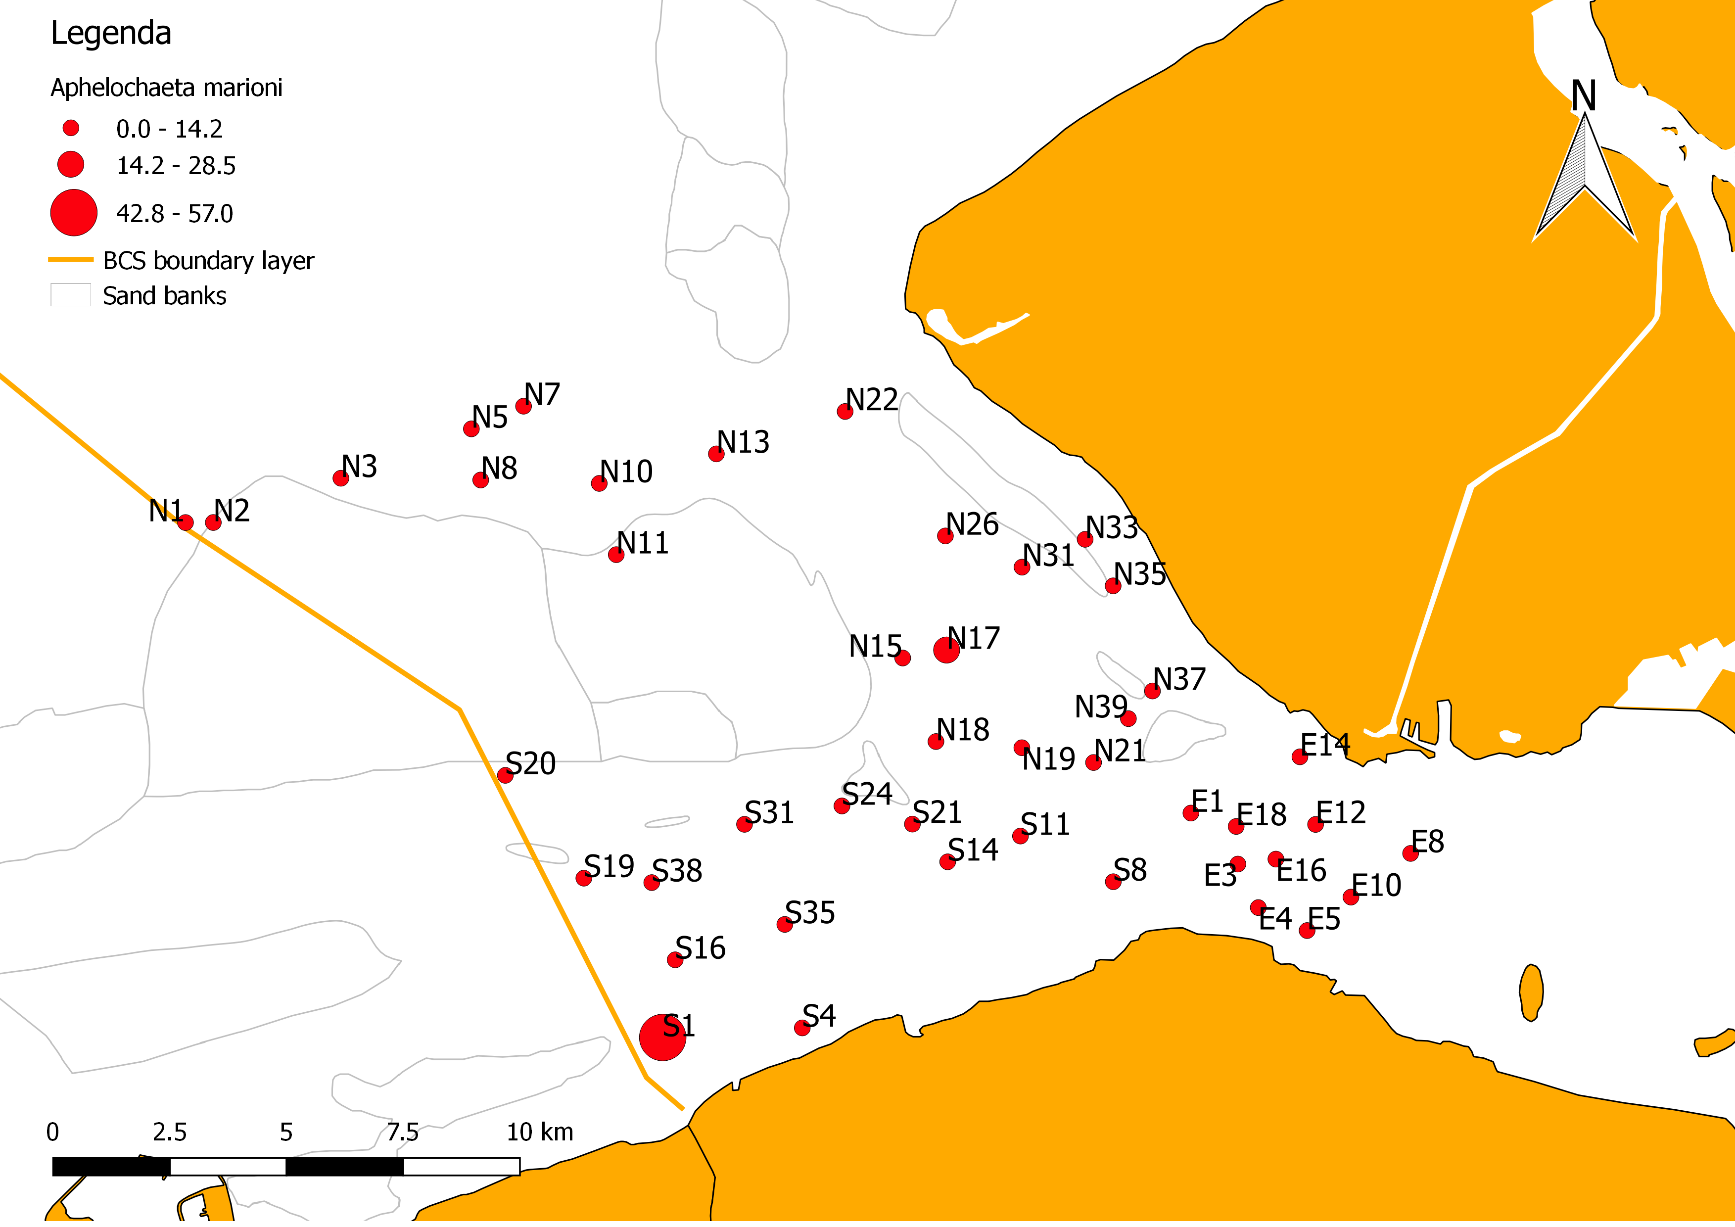 Legenda
Aphelochaeta marioni
0.0 - 14.2
14.2 - 28.5
42.8 - 57.0
BCS boundary layer
Sand banks
N
N7
N5
N22
N13
N3
N8
N10
N1
N2
N26
N33
N11
N31
N35
N15
N17
N37
N39
N18
N19
N21
E14
S20
S24
E1
S31
S21
S11
E18
E12
S14
E8
S19
S38
S8
E3
E16
E10
S35
E4
E5
S16
S4
S1
0 2.5 5 7.5 10 km